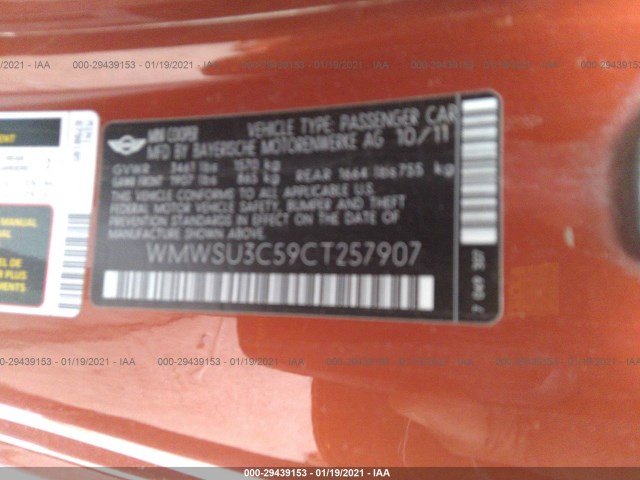 000-29439153 - 01/19/2021 - IAA
MINI COOPER VEHICLE TYPE: PASSENGER CAR
MFD BY BAYERISCHE MOTORENWERKE AG 10/11
GVWR 3461 lbs 1570 kg
GAWR FRONT 1907 lbs 865 kg REAR 1664 lbs 755 kg
THIS VEHICLE CONFORMS TO ALL APPLICABLE FEDERAL
MOTOR VEHICLE SAFETY, BUMPER AND THEFT
PREVENTION STANDARDS IN EFFECT ON THE DATE OF
MANUFACTURE SHOWN ABOVE.
WMWSU3C59CT257907
7 069 307
000-29439153 - 01/19/2021 - IAA
000-29439153 - 01/19/2021 - IAA